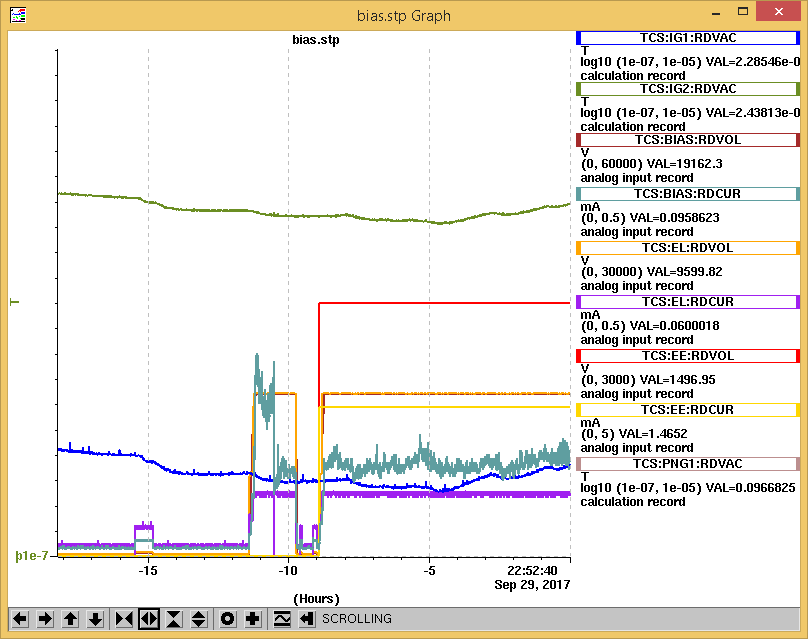 bias.stp Graph
bias.stp
TCS:IG1:RDVAC
T
log10 (1e-07, 1e-05) VAL=2.28546e-0
calculation record
TCS:IG2:RDVAC
T
log10 (1e-07, 1e-05) VAL=2.43813e-0
calculation record
TCS:BIAS:RDVOL
V
(0, 60000) VAL=19162.3
analog input record
TCS:BIAS:RDCUR
mA
(0, 0.5) VAL=0.0958623
analog input record
TCS:EL:RDVOL
V
(0, 30000) VAL=9599.82
analog input record
TCS:EL:RDCUR
mA
(0, 0.5) VAL=0.0600018
analog input record
TCS:EE:RDVOL
V
(0, 3000) VAL=1496.95
analog input record
TCS:EE:RDCUR
mA
(0, 5) VAL=1.4652
analog input record
TCS:PNG1:RDVAC
T
log10 (1e-07, 1e-05) VAL=0.0966825
calculation record
T
1e-7
-15
-10
-5
22:52:40
Sep 29, 2017
(Hours)
SCROLLING